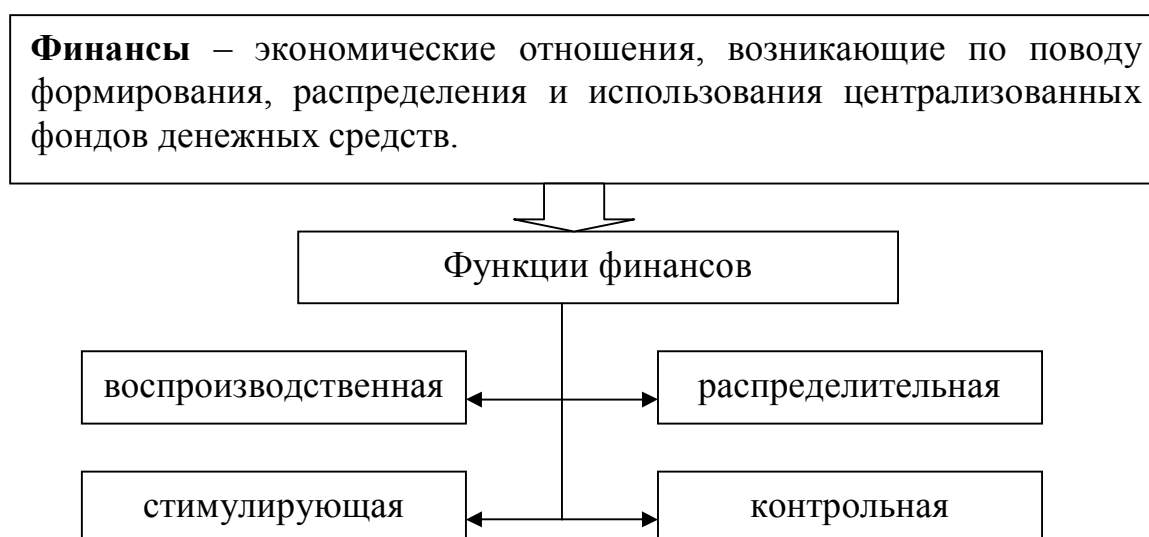 Финансы – экономические отношения, возникающие по поводу
формирования, распределения и использования централизованных
фондов денежных средств.
Функции финансов
воспроизводственная
распределительная
стимулирующая
контрольная